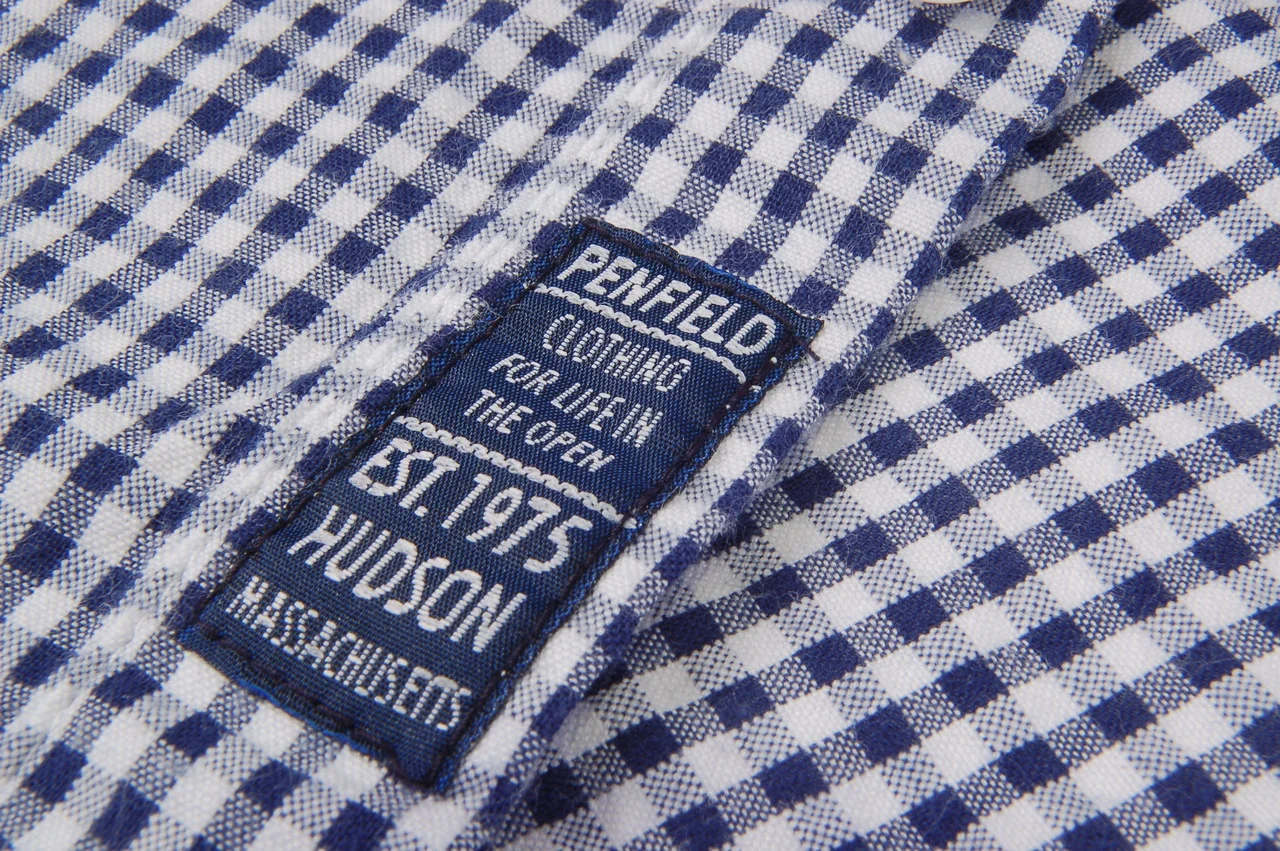 PENFIELD
CLOTHING
FOR LIFE IN
THE OPEN
EST. 1975
HUDSON
MASSACHUSETTS